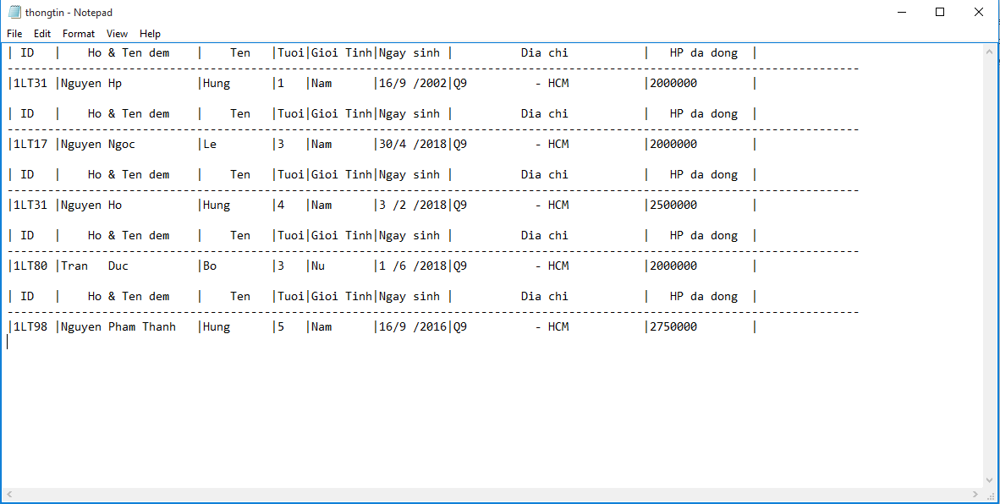 thongtin - Notepad
File Edit Format View Help
| ID | Ho & Ten dem | Ten |Tuoi|Gioi Tinh|Ngay sinh | Dia chi | HP da dong |
------------------------------------------------------------------------------------------------------------------------------
|1LT31 |Nguyen Hp |Hung |1 |Nam |16/9 /2002|Q9 - HCM |2000000 |
| ID | Ho & Ten dem | Ten |Tuoi|Gioi Tinh|Ngay sinh | Dia chi | HP da dong |
------------------------------------------------------------------------------------------------------------------------------
|1LT17 |Nguyen Ngoc |Le |3 |Nam |30/4 /2018|Q9 - HCM |2000000 |
| ID | Ho & Ten dem | Ten |Tuoi|Gioi Tinh|Ngay sinh | Dia chi | HP da dong |
------------------------------------------------------------------------------------------------------------------------------
|1LT31 |Nguyen Ho |Hung |4 |Nam |3 /2 /2018|Q9 - HCM |2500000 |
| ID | Ho & Ten dem | Ten |Tuoi|Gioi Tinh|Ngay sinh | Dia chi | HP da dong |
------------------------------------------------------------------------------------------------------------------------------
|1LT80 |Tran Duc |Bo |3 |Nu |1 /6 /2018|Q9 - HCM |2000000 |
| ID | Ho & Ten dem | Ten |Tuoi|Gioi Tinh|Ngay sinh | Dia chi | HP da dong |
------------------------------------------------------------------------------------------------------------------------------
|1LT98 |Nguyen Pham Thanh |Hung |5 |Nam |16/9 /2016|Q9 - HCM |2750000 |